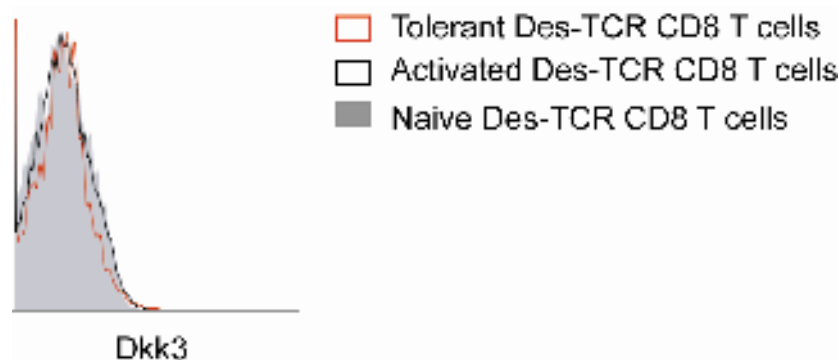 Tolerant Des-TCR CD8 T cells
Activated Des-TCR CD8 T cells
Naive Des-TCR CD8 T cells
Dkk3